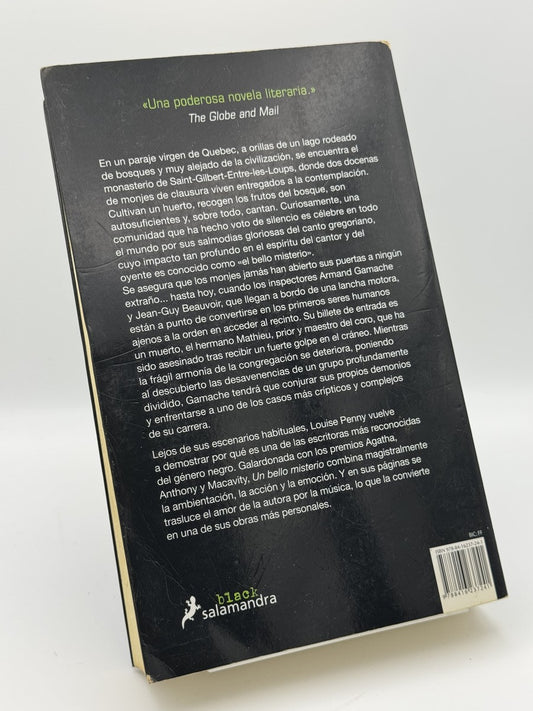 «Una poderosa novela literaria.»
The Globe and Mail
En un paraje virgen de Quebec, a orillas de un lago rodeado
de bosques y muy alejado de la civilización, se encuentra el
monasterio de Saint-Gilbert-Entre-les-Loups, donde dos docenas
de monjes de clausura viven entregados a la contemplación.
Cultivan un huerto, recogen los frutos del bosque, son
autosuficientes y, sobre todo, cantan. Curiosamente, una
comunidad que ha hecho voto de silencio es célebre en todo
el mundo por sus salmodias gloriosas del canto gregoriano,
cuyo impacto tan profundo en el espíritu del cantor y del
oyente es conocido como «el bello misterio».
Se asegura que los monjes jamás han abierto sus puertas a ningún
extraño... hasta hoy, cuando los inspectores Armand Gamache
y Jean-Guy Beauvoir, que llegan a bordo de una lancha motora,
están a punto de convertirse en los primeros seres humanos
ajenos a la orden en acceder al recinto. Su billete de entrada es
un muerto, el hermano Mathieu, prior y maestro del coro, que ha
sido asesinado tras recibir un fuerte golpe en el cráneo. Mientras
la frágil armonía de la congregación se deteriora, poniendo
al descubierto las desavenencias de un grupo profundamente
dividido, Gamache tendrá que conjurar sus propios demonios
y enfrentarse a uno de los casos más crípticos y complejos
de su carrera.
Lejos de sus escenarios habituales, Louise Penny vuelve
a demostrar por qué es una de las escritoras más reconocidas
del género negro. Galardonada con los premios Agatha,
Anthony y Macavity, Un bello misterio combina magistralmente
la ambientación, la acción y la emoción. Y en sus páginas se
trasluce el amor de la autora por la música, lo que la convierte
en una de sus obras más personales.
black
salamandra
BIC: FF
ISBN 978-84-16237-24-1
9 788416 237241